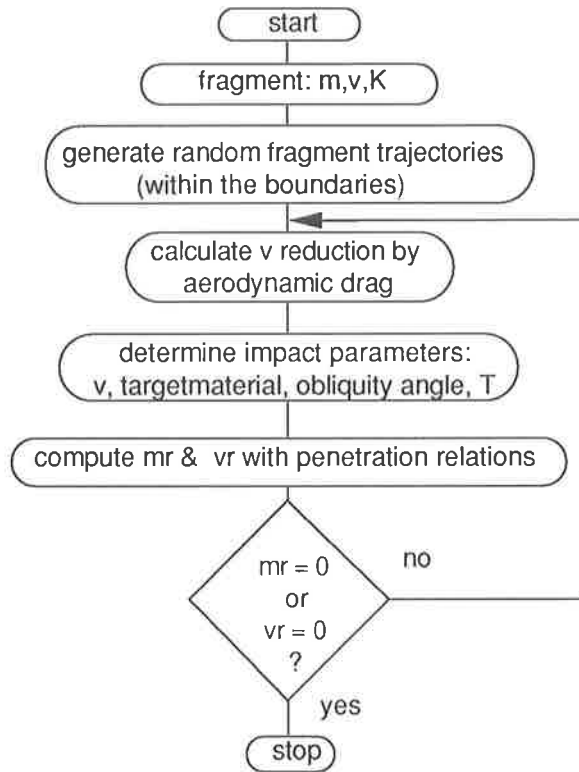 start
fragment: m,v,K
generate random fragment trajectories
(within the boundaries)
calculate v reduction by
aerodynamic drag
determine impact parameters:
v, targetmaterial, obliquity angle, T
compute mr & vr with penetration relations
mr = 0
or
vr = 0
?
no
yes
stop